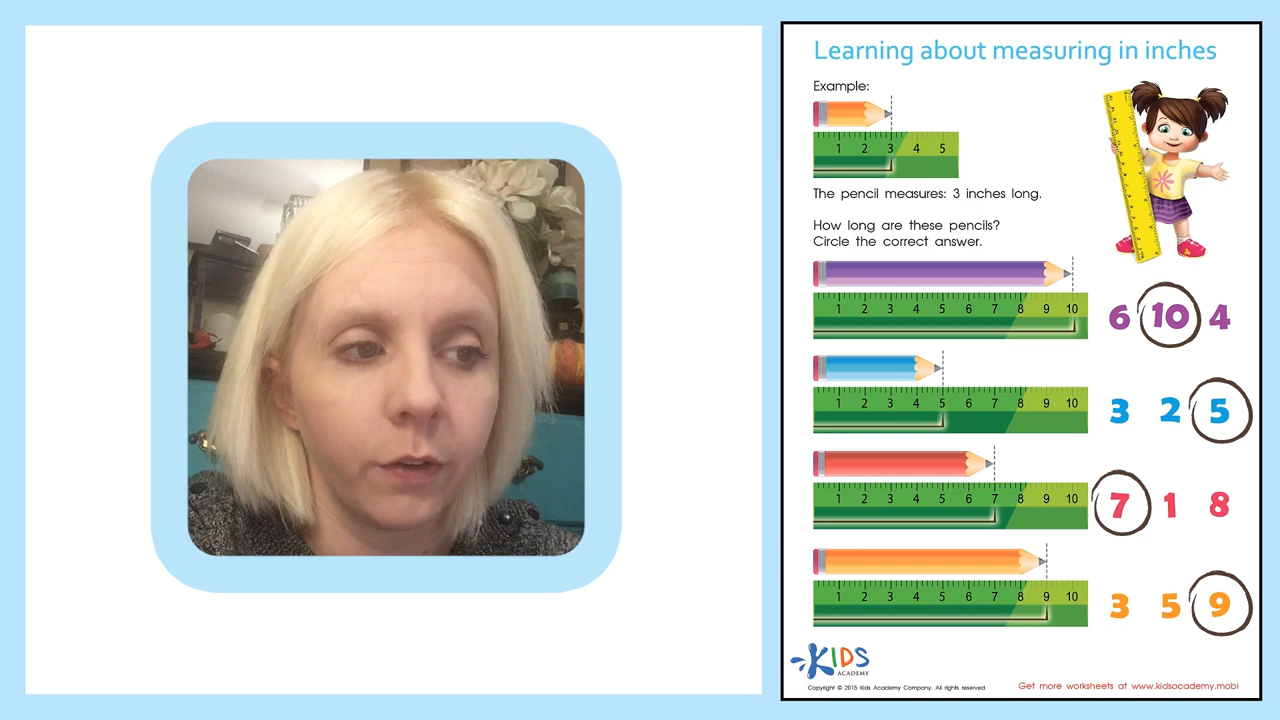 Learning about measuring in inches
Example:
1 2 3 4 5
The pencil measures: 3 inches long.
How long are these pencils?
Circle the correct answer.
1 2 3 4 5 6 7 8 9 10
6 10 4
1 2 3 4 5 6 7 8 9 10
3 2 5
1 2 3 4 5 6 7 8 9 10
7 1 8
1 2 3 4 5 6 7 8 9 10
3 5 9
KIDS
ACADEMY
Copyright © 2015 Kids Academy Company. All rights reserved
Get more worksheets at www.kidsacademy.mobi